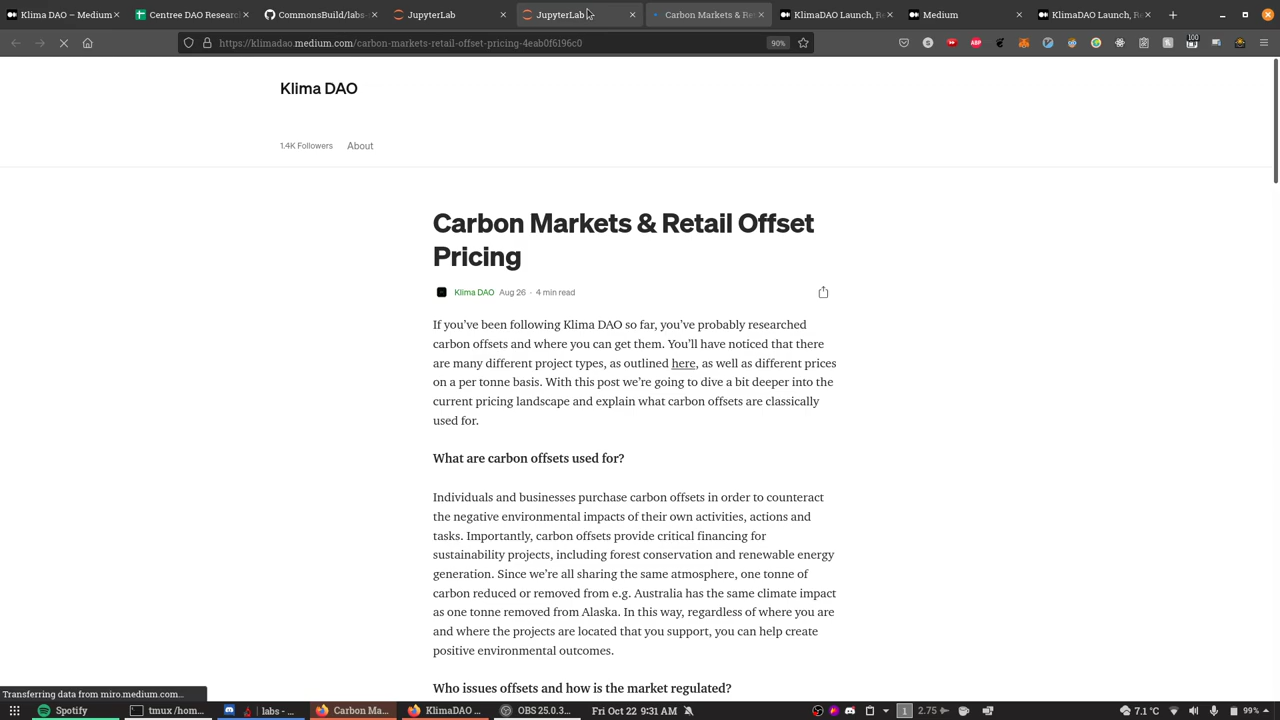 Klima DAO – Medium
Centree DAO Researc
CommonsBuild/labs-
JupyterLab
JupyterLab
Carbon Markets & Re
KlimaDAO Launch, Re
Medium
KlimaDAO Launch, Re
https://klimadao.medium.com/carbon-markets-retail-offset-pricing-4eab0f6196c0
90%
ABP
100
Klima DAO
1.4K Followers
About
Carbon Markets & Retail Offset
Pricing
Klima DAO Aug 26 · 4 min read
If you’ve been following Klima DAO so far, you’ve probably researched
carbon offsets and where you can get them. You’ll have noticed that there
are many different project types, as outlined here, as well as different prices
on a per tonne basis. With this post we’re going to dive a bit deeper into the
current pricing landscape and explain what carbon offsets are classically
used for.
What are carbon offsets used for?
Individuals and businesses purchase carbon offsets in order to counteract
the negative environmental impacts of their own activities, actions and
tasks. Importantly, carbon offsets provide critical financing for
sustainability projects, including forest conservation and renewable energy
generation. Since we’re all sharing the same atmosphere, one tonne of
carbon reduced or removed from e.g. Australia has the same climate impact
as one tonne removed from Alaska. In this way, regardless of where you are
and where the projects are located that you support, you can help create
positive environmental outcomes.
Who issues offsets and how is the market regulated?
Transferring data from miro.medium.com…
Spotify
tmux /hom...
| labs - ...
Carbon Ma...
KlimaDAO ...
OBS 25.0.3...
Fri Oct 22 9:31 AM
1
2.75
7.1 °C
99%